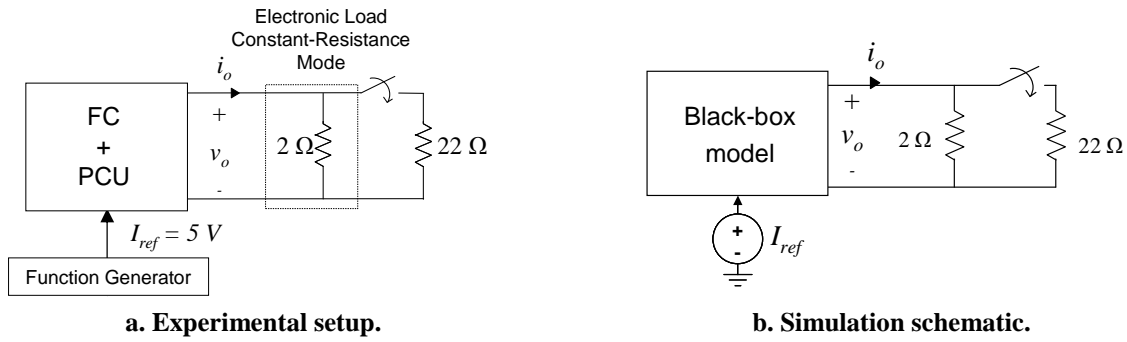 Electronic Load
Constant-Resistance
Mode
i_o
FC
+
PCU
+
v_o
-
2 Ω
22 Ω
I_ref = 5 V
Function Generator
a. Experimental setup.
i_o
Black-box
model
+
v_o
-
2 Ω
22 Ω
+
-
I_ref
b. Simulation schematic.